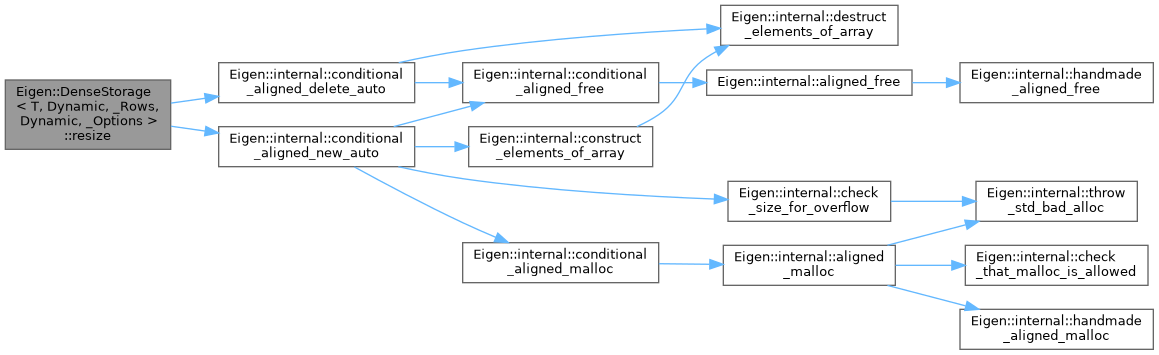 Eigen::DenseStorage
< T, Dynamic, _Rows,
Dynamic, _Options >
::resize
Eigen::internal::conditional
_aligned_delete_auto
Eigen::internal::conditional
_aligned_new_auto
Eigen::internal::conditional
_aligned_free
Eigen::internal::construct
_elements_of_array
Eigen::internal::conditional
_aligned_malloc
Eigen::internal::destruct
_elements_of_array
Eigen::internal::aligned_free
Eigen::internal::check
_size_for_overflow
Eigen::internal::aligned
_malloc
Eigen::internal::handmade
_aligned_free
Eigen::internal::throw
_std_bad_alloc
Eigen::internal::check
_that_malloc_is_allowed
Eigen::internal::handmade
_aligned_malloc